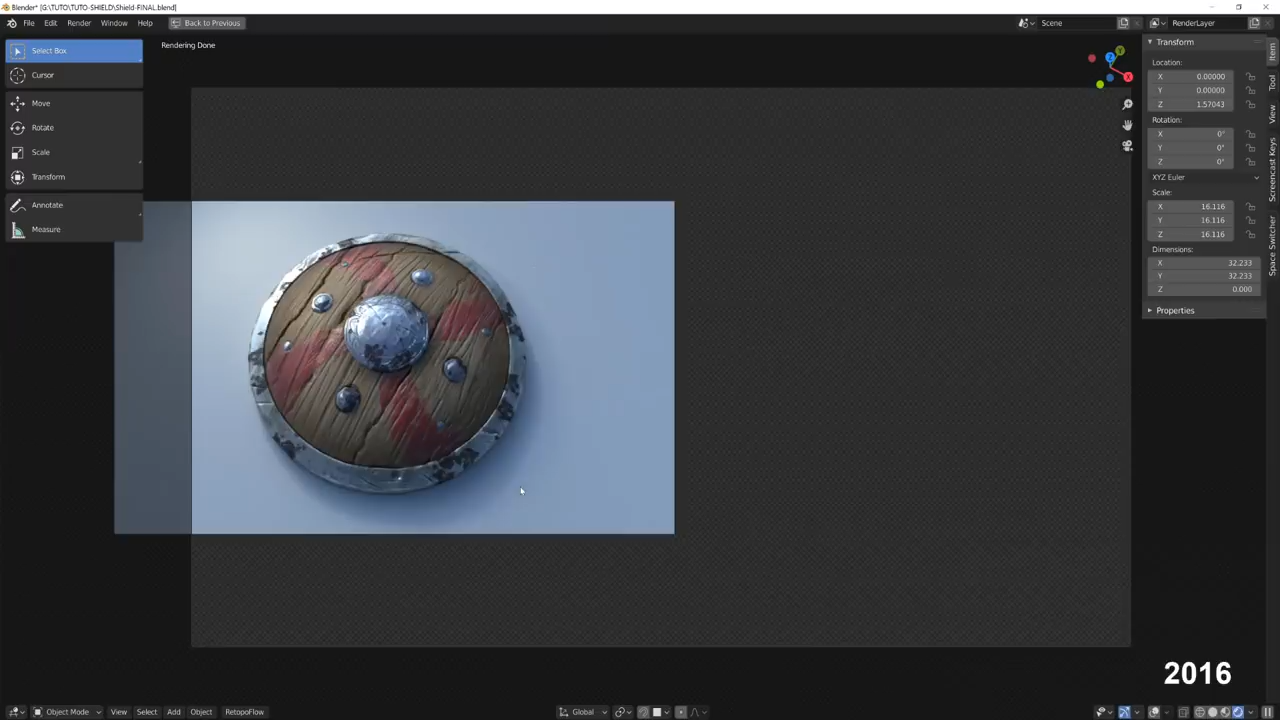 Blender* [G:\TUTO\TUTO-SHIELD\Shield-FINAL.blend]
File Edit Render Window Help Back to Previous Scene RenderLayer
Select Box
Cursor
Move
Rotate
Scale
Transform
Annotate
Measure
Rendering Done
Y
Z
X
Transform
Location:
X 0.00000
Y 0.00000
Z 1.57043
Rotation:
X 0°
Y 0°
Z 0°
XYZ Euler
Scale:
X 16.116
Y 16.116
Z 16.116
Dimensions:
X 32.233
Y 32.233
Z 0.000
Properties
Item
Tool
View
Screencast Keys
Space Switcher
2016
Object Mode View Select Add Object RetopoFlow Global